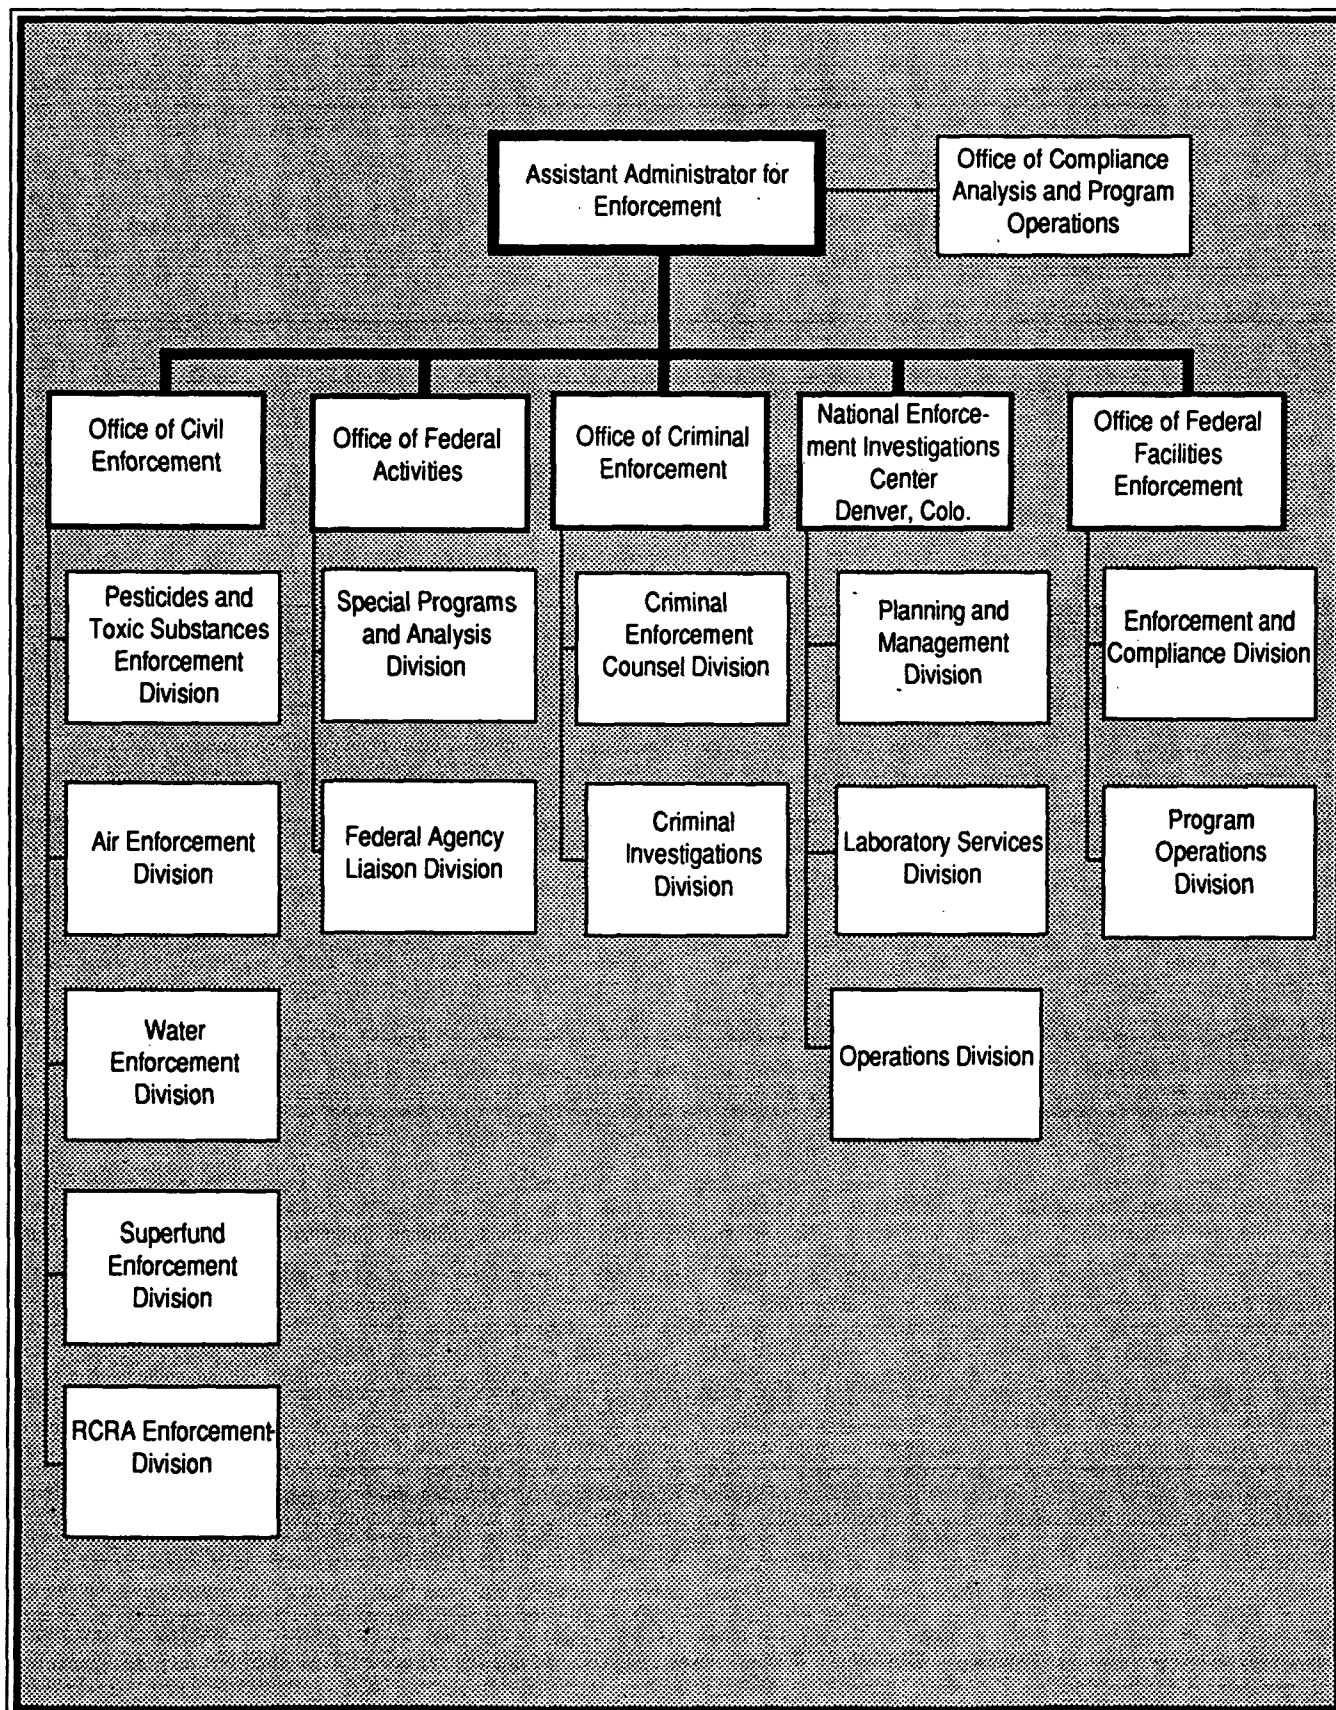 Assistant Administrator for
Enforcement
Office of Compliance
Analysis and Program
Operations
Office of Civil
Enforcement
Office of Federal
Activities
Office of Criminal
Enforcement
National Enforce-
ment Investigations
Center
Denver, Colo.
Office of Federal
Facilities
Enforcement
Pesticides and
Toxic Substances
Enforcement
Division
Special Programs
and Analysis
Division
Criminal
Enforcement
Counsel Division
Planning and
Management
Division
Enforcement and
Compliance Division
Air Enforcement
Division
Federal Agency
Liaison Division
Criminal
Investigations
Division
Laboratory Services
Division
Program
Operations
Division
Water
Enforcement
Division
Operations Division
Superfund
Enforcement
Division
RCRA Enforcement
Division